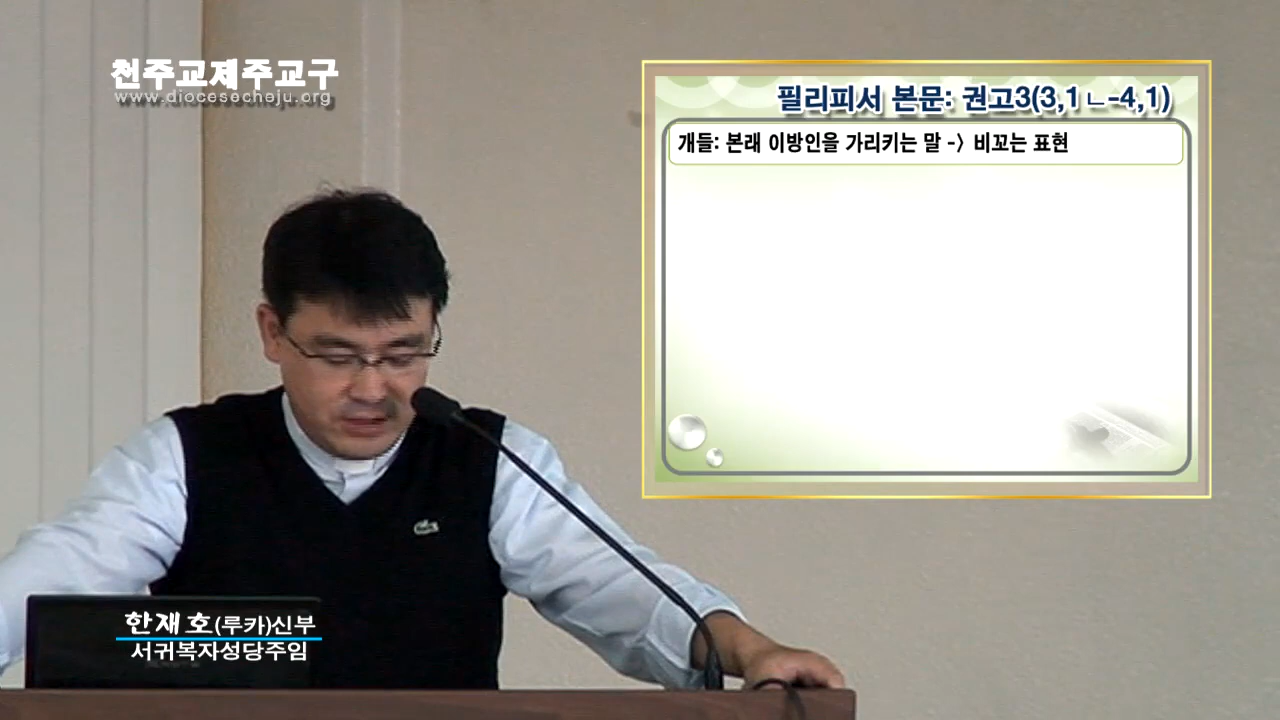 천주교제주교구
www.diocesecheju.org
필리피서 본문: 권고3(3,1ㄴ-4,1)
개들: 본래 이방인을 가리키는 말 -> 비꼬는 표현
한재호(루카)신부
서귀복자성당주임